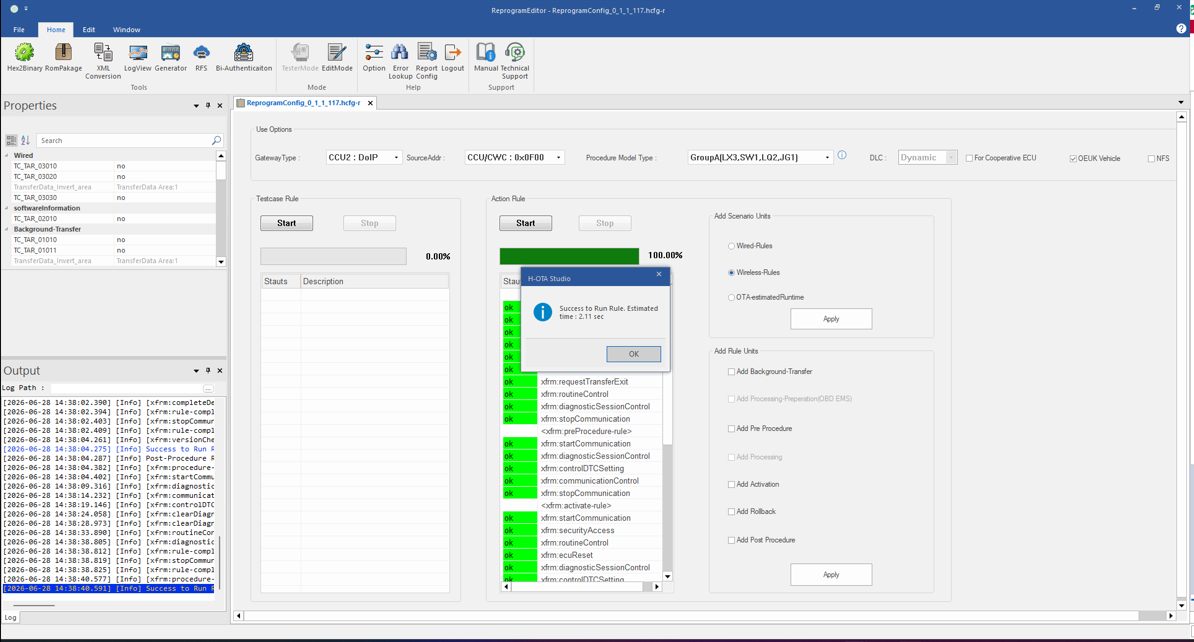 ReprogramEditor - ReprogramConfig_0_1_1_117.hcfg-r
File Home Edit Window
Hex2Binary RomPakage XML Conversion LogView Generator RFS Bi-Authenticaiton TesterMode EditMode Option Error Lookup Report Config Logout Manual Technical Support
Tools Mode Help Support
Properties
Search
Wired
TC_TAR_03010 no
TC_TAR_03020 no
TransferData_invert_area TransferData Area:1
TC_TAR_03030 no
softwareInformation
TC_TAR_02010 no
Background-Transfer
TC_TAR_01010 no
TC_TAR_01011 no
TransferData_invert_area TransferData Area:1
Output
Log Path :
...
[2026-06-28 14:38:02.390] [Info] [xfrm:completeDe
[2026-06-28 14:38:02.394] [Info] [xfrm:rule-compl
[2026-06-28 14:38:02.403] [Info] [xfrm:stopCommun
[2026-06-28 14:38:02.409] [Info] [xfrm:rule-compl
[2026-06-28 14:38:04.261] [Info] [xfrm:versionChe
[2026-06-28 14:38:04.275] [Info] Success to Run R
[2026-06-28 14:38:04.287] [Info] Post-Procedure R
[2026-06-28 14:38:04.382] [Info] [xfrm:procedure-
[2026-06-28 14:38:04.402] [Info] [xfrm:startCommu
[2026-06-28 14:38:09.316] [Info] [xfrm:diagnostic
[2026-06-28 14:38:14.232] [Info] [xfrm:communicat
[2026-06-28 14:38:19.146] [Info] [xfrm:controlDTC
[2026-06-28 14:38:24.058] [Info] [xfrm:clearDiagn
[2026-06-28 14:38:28.973] [Info] [xfrm:clearDiagn
[2026-06-28 14:38:33.890] [Info] [xfrm:routineCon
[2026-06-28 14:38:38.805] [Info] [xfrm:diagnostic
[2026-06-28 14:38:38.812] [Info] [xfrm:rule-compl
[2026-06-28 14:38:38.819] [Info] [xfrm:stopCommun
[2026-06-28 14:38:38.825] [Info] [xfrm:rule-compl
[2026-06-28 14:38:40.577] [Info] [xfrm:procedure-
[2026-06-28 14:38:40.591] [Info] Success to Run R
Log
ReprogramConfig_0_1_1_117.hcfg-r
Use Options
GatewayType : CCU2 : DoIP SourceAddr : CCU/CWC : 0x0F00 Procedure Model Type : GroupA(LX3,SW1,LQ2,JG1) DLC : Dynamic For Cooperative ECU OEUK Vehicle NFS
Testcase Rule
Start Stop
0.00%
Stauts Description
Action Rule
Start Stop
100.00%
Stau
ok
ok
ok
ok
ok
ok
ok xfrm:requestTransferExit
ok xfrm:routineControl
ok xfrm:diagnosticSessionControl
ok xfrm:stopCommunication
<xfrm:preProcedure-rule>
ok xfrm:startCommunication
ok xfrm:diagnosticSessionControl
ok xfrm:controlDTCSetting
ok xfrm:communicationControl
ok xfrm:stopCommunication
<xfrm:activate-rule>
ok xfrm:startCommunication
ok xfrm:securityAccess
ok xfrm:routineControl
ok xfrm:ecuReset
ok xfrm:diagnosticSessionControl
ok xfrm:controlDTCSetting
H-OTA Studio
Success to Run Rule. Estimated
time : 2.11 sec
OK
Add Scenario Units
Wired-Rules
Wireless-Rules
OTA-estimatedRuntime
Apply
Add Rule Units
Add Background-Transfer
Add Processing-Preperation(OBD EMS)
Add Pre Procedure
Add Processing
Add Activation
Add Rollback
Add Post Procedure
Apply